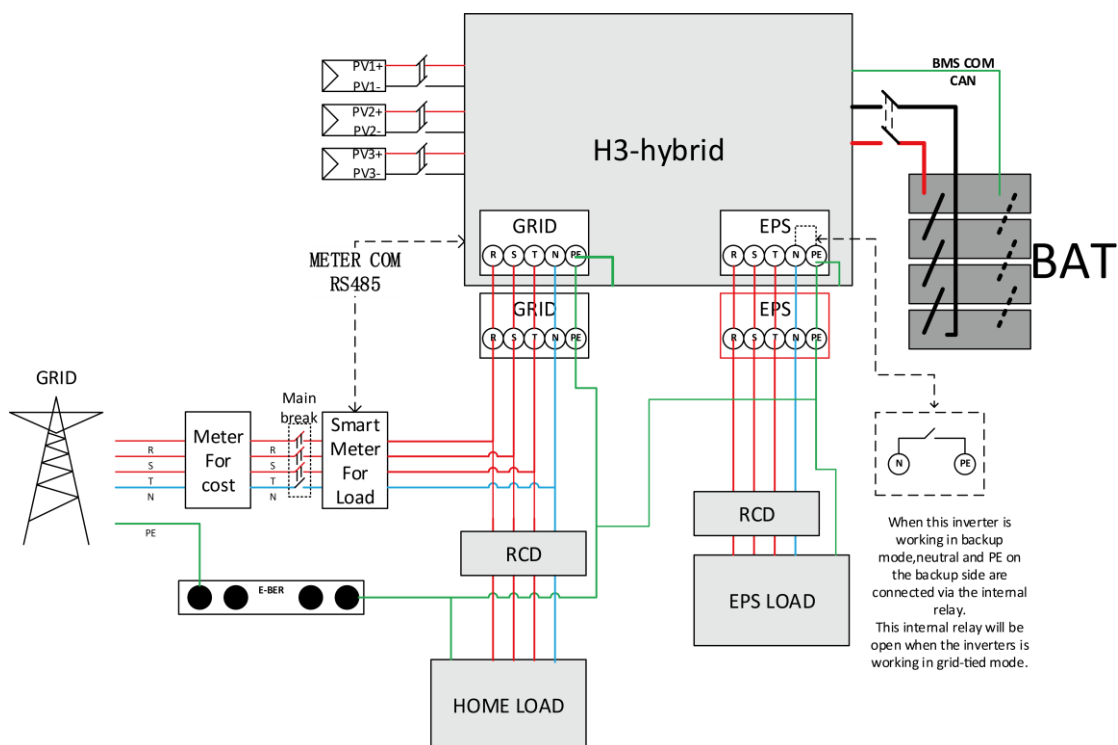 PV1+
PV1-
PV2+
PV2-
PV3+
PV3-
H3-hybrid
BMS COM
CAN
BAT
GRID
R S T N PE
EPS
R S T N PE
METER COM
RS485
GRID
R S T N PE
EPS
R S T N PE
GRID
Main
break
Meter
For
cost
Smart
Meter
For
Load
R
S
T
N
R
S
T
N
PE
E-BER
RCD
HOME LOAD
RCD
EPS LOAD
N
PE
When this inverter is
working in backup
mode,neutral and PE on
the backup side are
connected via the internal
relay.
This internal relay will be
open when the inverters is
working in grid-tied mode.